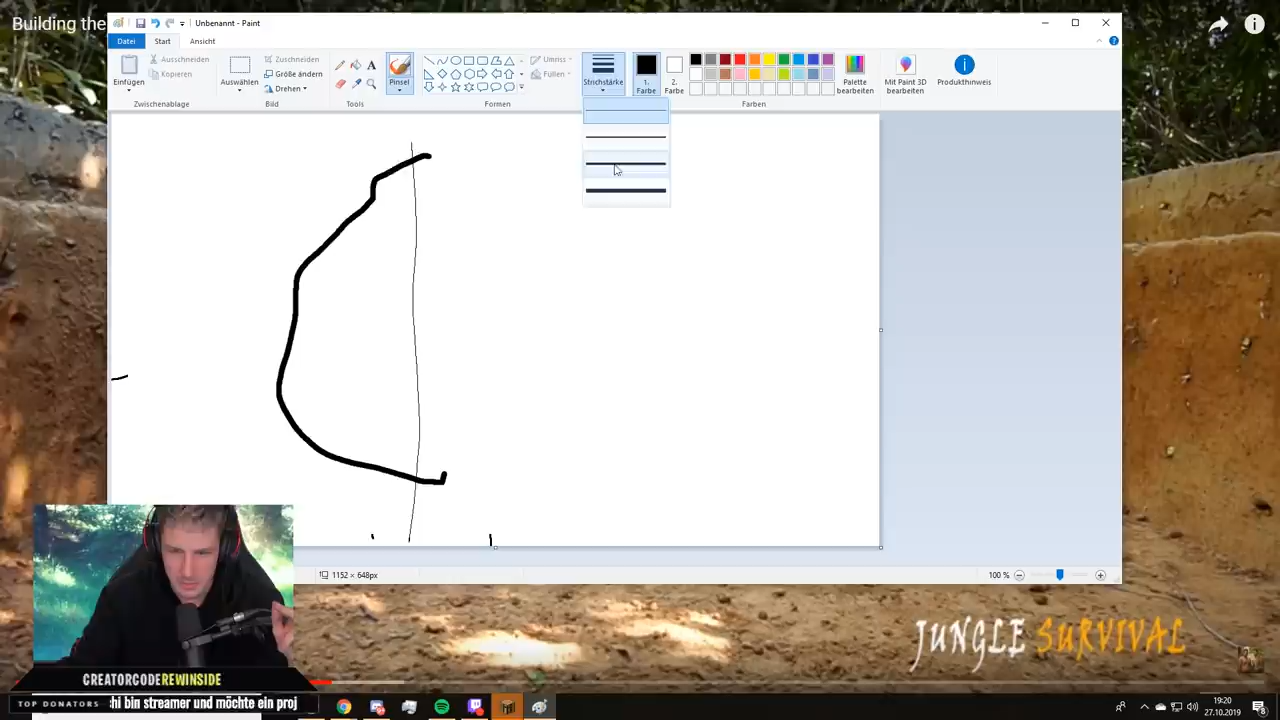 Building the
Unbenannt - Paint
Datei
Start
Ansicht
Einfügen
Ausschneiden
Kopieren
Zwischenablage
Auswählen
Zuschneiden
Größe ändern
Drehen
Bild
A
Tools
Pinsel
Umriss
Füllen
Formen
Strichstärke
1.
Farbe
2.
Farbe
Farben
Palette
bearbeiten
Mit Paint 3D
bearbeiten
Produkthinweis
1152 × 648px
100 %
JUNGLE SURVIVAL
CREATORCODEREWINSIDE
TOP DONATORS
hi bin streamer und möchte ein proj
19:20
27.10.2019
8